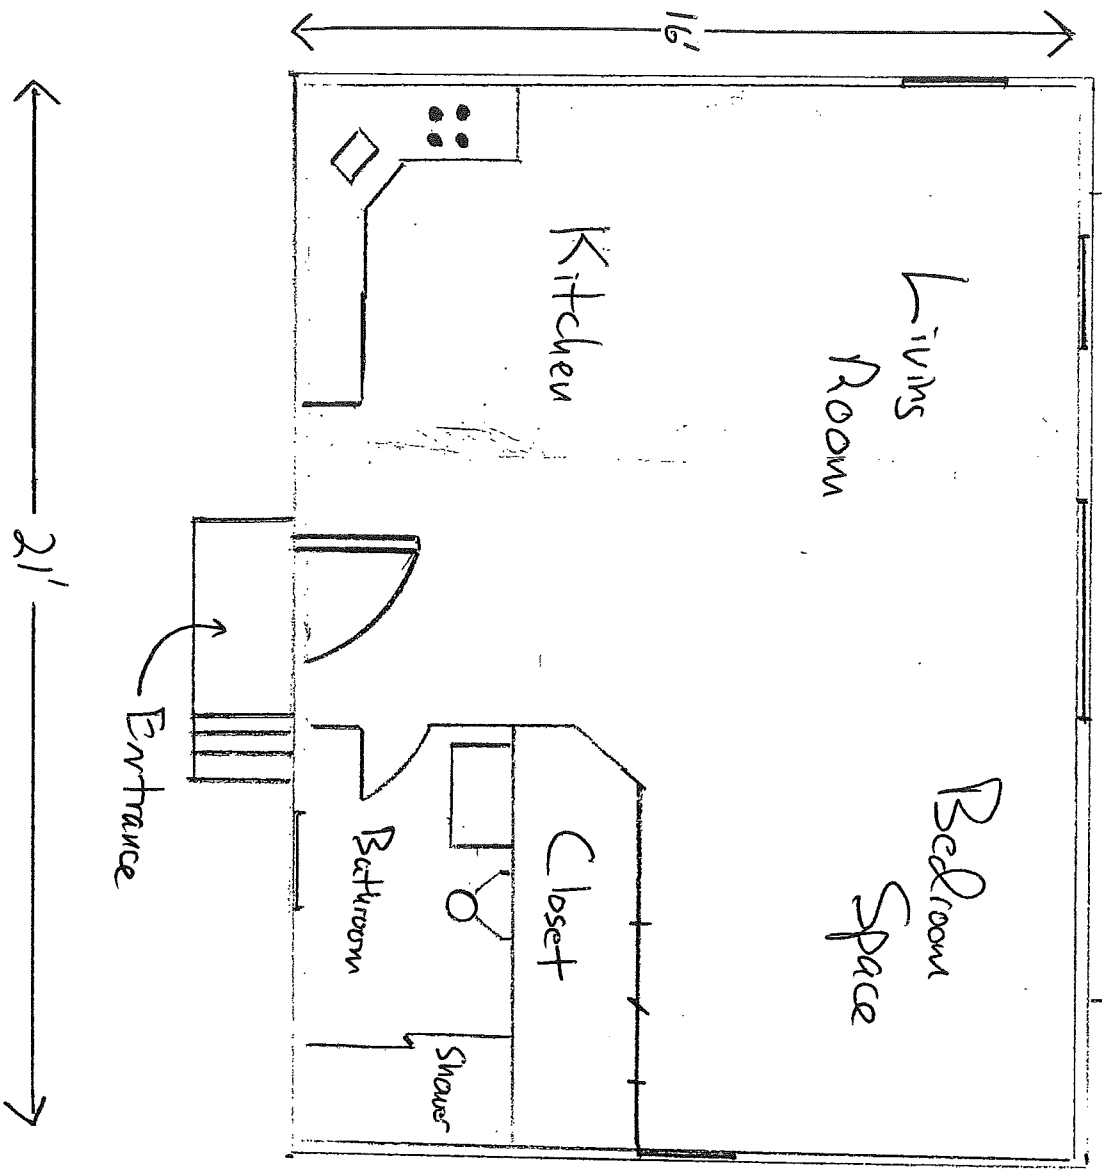 16'
Living
Room
Bedroom
Space
Kitchen
Closet
Bathroom
Shower
Entrance
21'